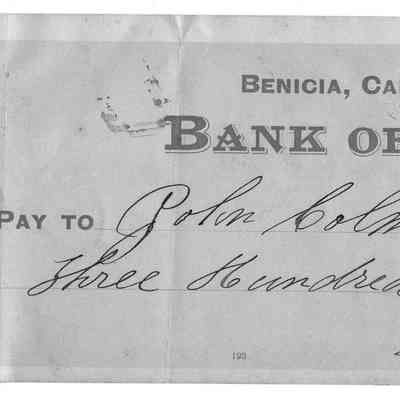 BENICIA, CA
BANK OF
PAY TO John Colm
Three Hundred
193